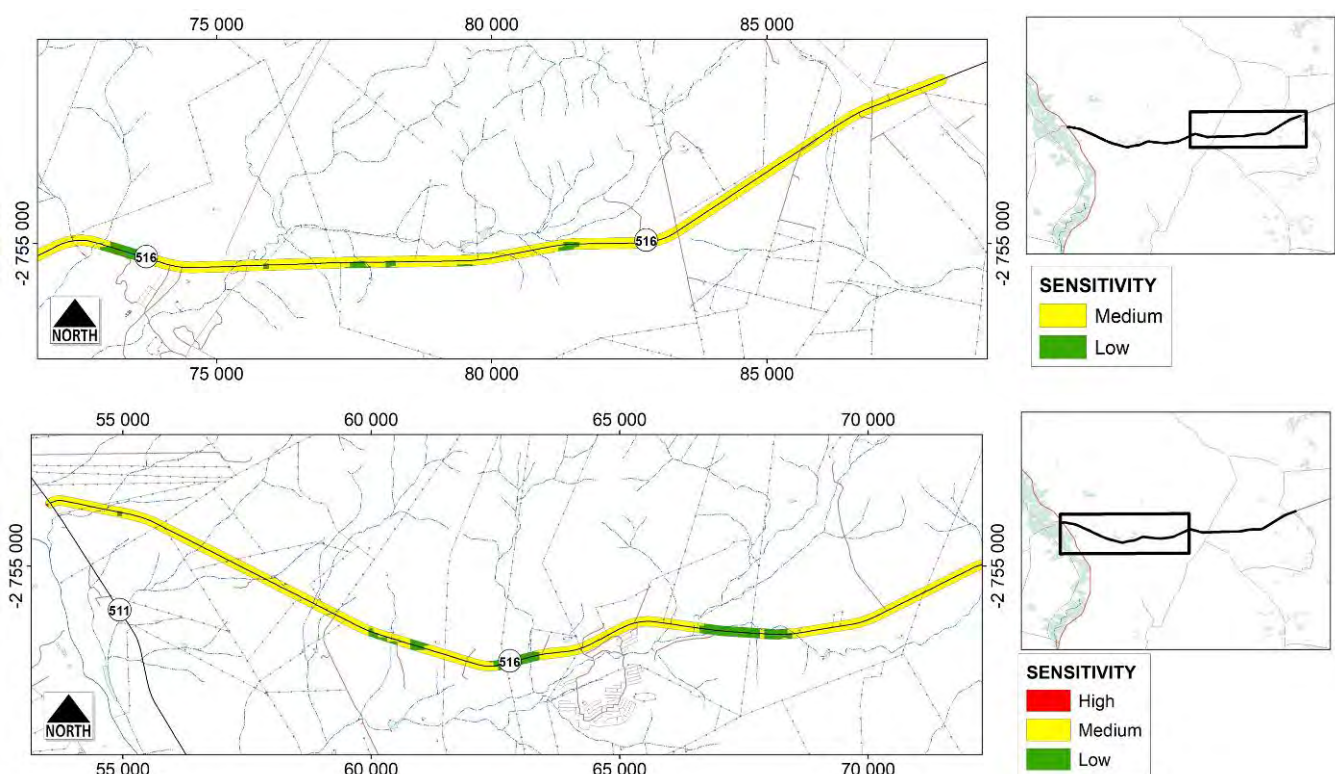 75 000
80 000
85 000
-2 755 000
-2 755 000
516
516
NORTH
75 000
80 000
85 000
SENSITIVITY
Medium
Low
55 000
60 000
65 000
70 000
-2 755 000
-2 755 000
511
516
NORTH
55 000
60 000
65 000
70 000
SENSITIVITY
High
Medium
Low